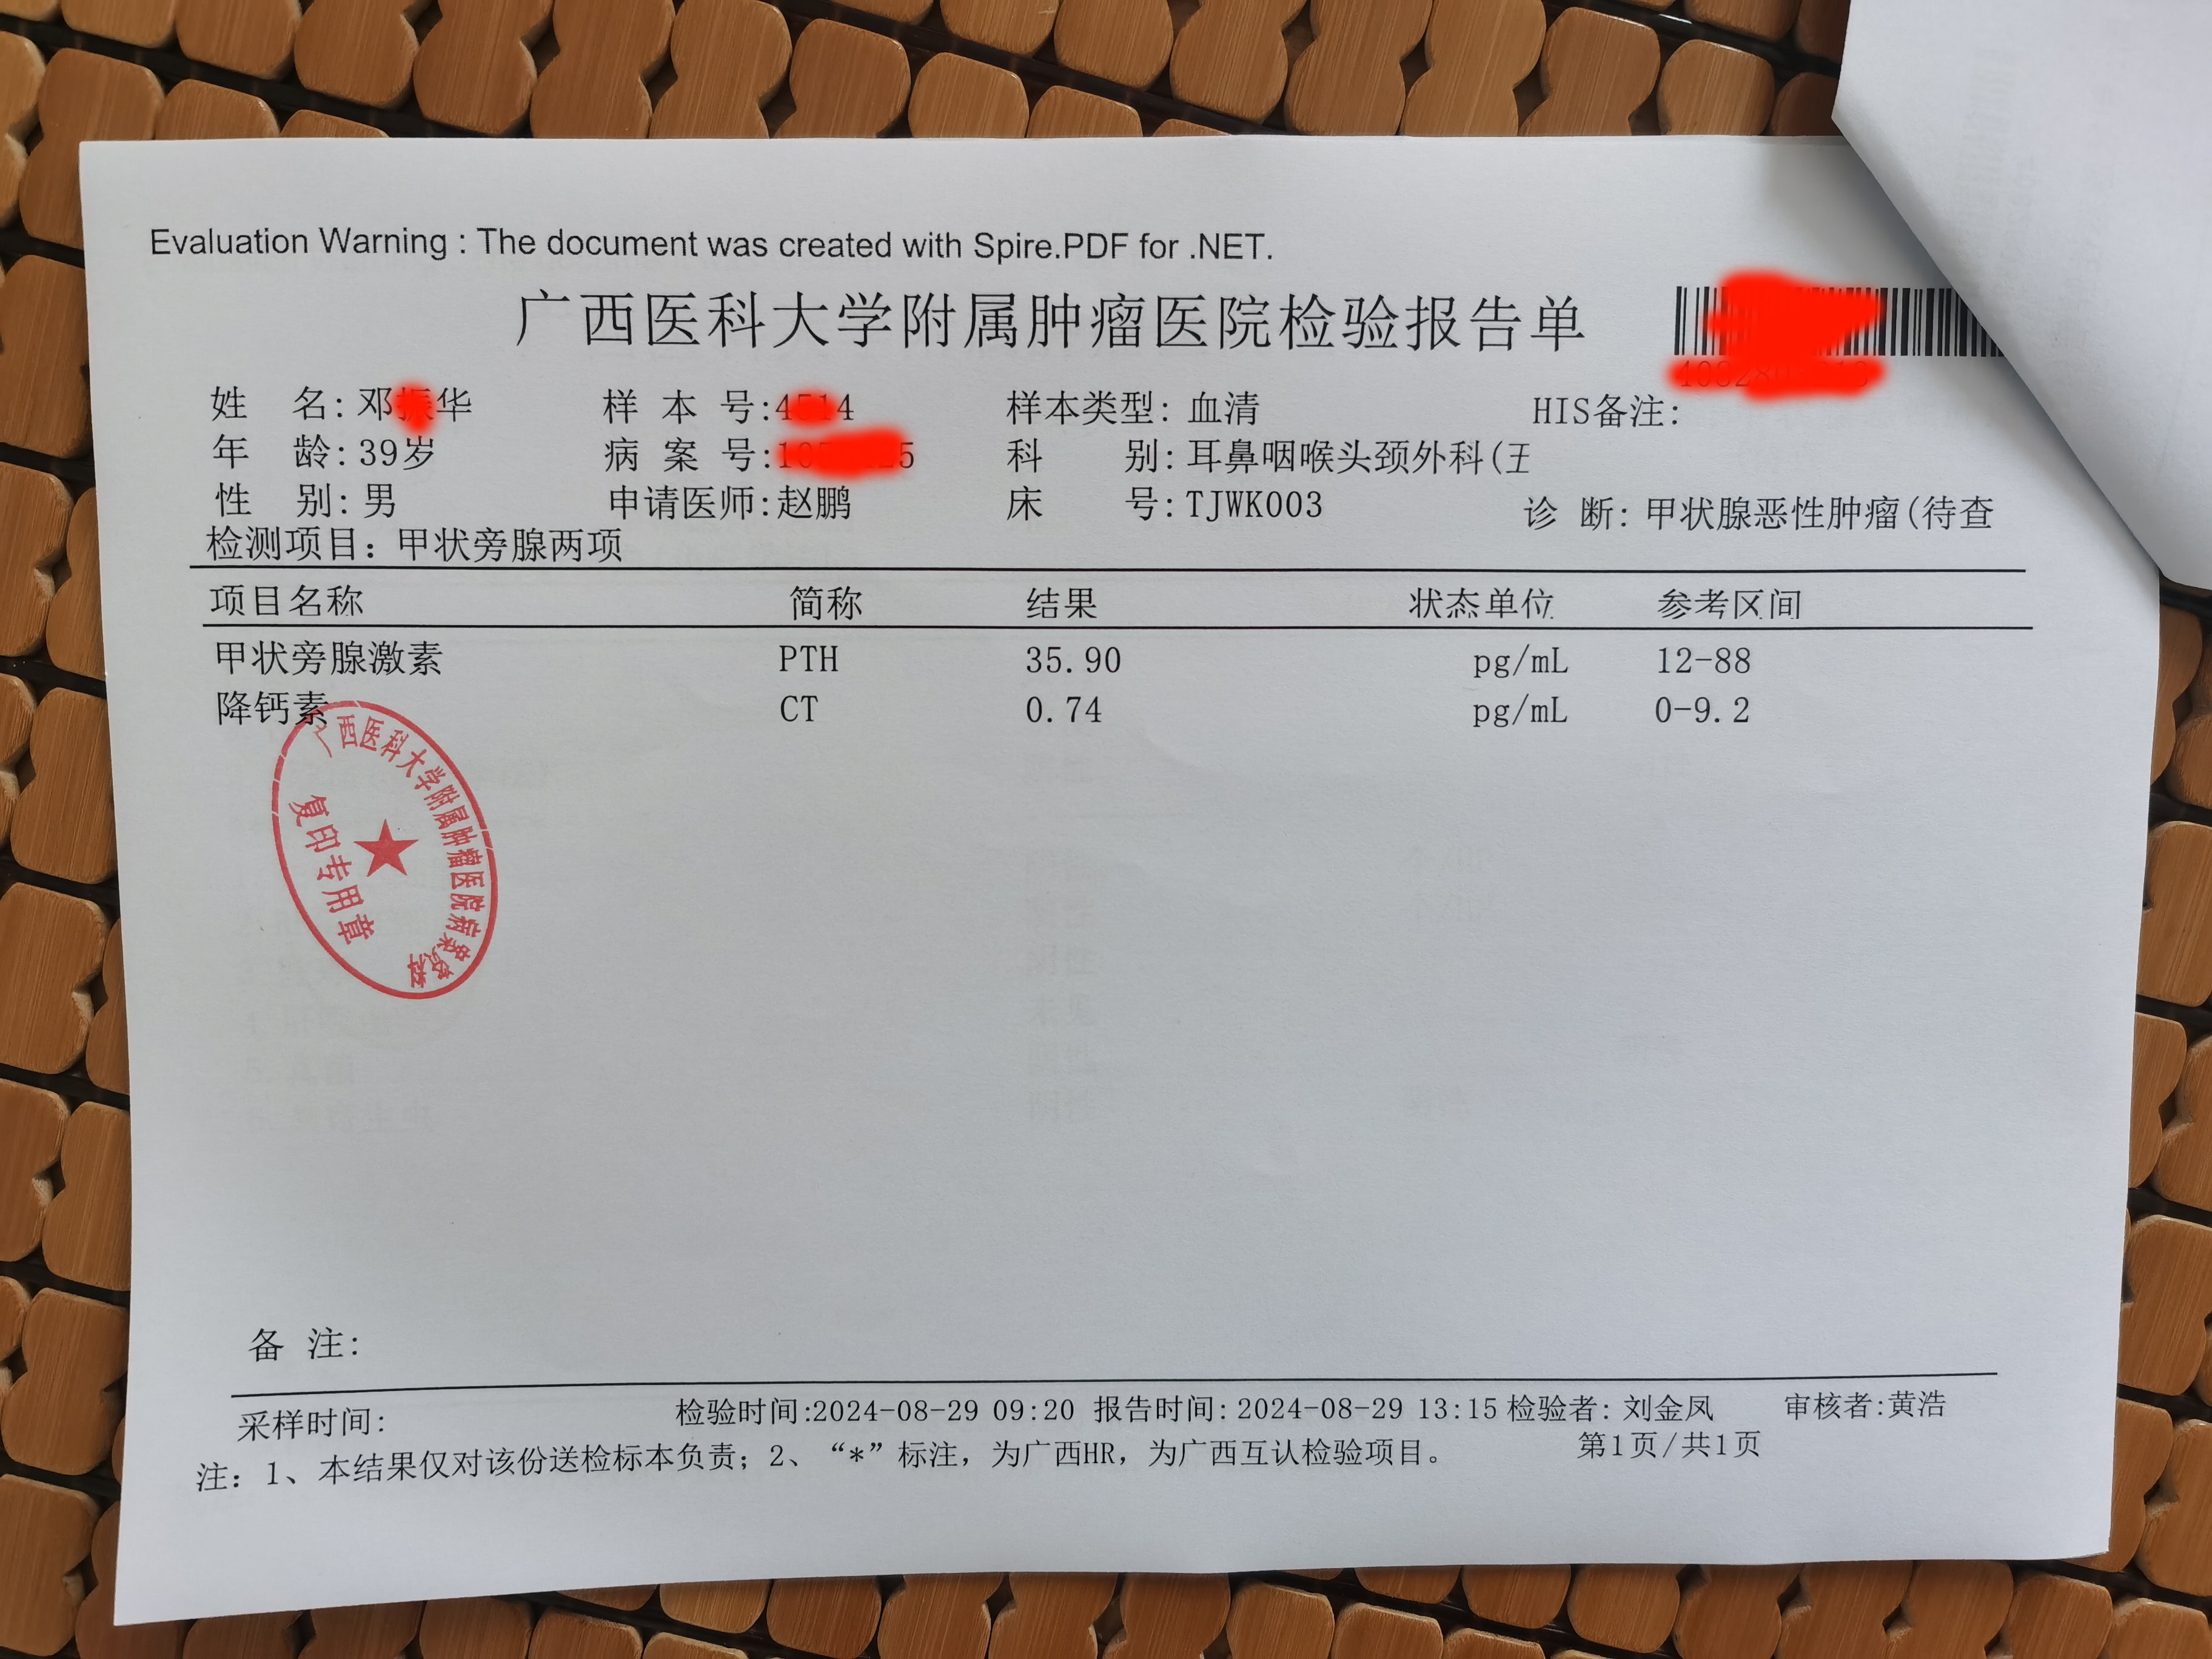 Evaluation Warning : The document was created with Spire.PDF for .NET.
广西医科大学附属肿瘤医院检验报告单
姓 名: 邓 华 样 本 号: 样本类型: 血清 HIS备注:
年 龄: 39岁 病 案 号: 科 别: 耳鼻咽喉头颈外科(王
性 别: 男 申请医师: 赵鹏 床 号: TJWK003 诊 断: 甲状腺恶性肿瘤(待查
检测项目: 甲状旁腺两项
项目名称 简称 结果 状态单位 参考区间
甲状旁腺激素 PTH 35.90 pg/mL 12-88
降钙素 CT 0.74 pg/mL 0-9.2
广西医科大学附属肿瘤医院病案
复印专用章
备 注:
采样时间: 检验时间:2024-08-29 09:20 报告时间: 2024-08-29 13:15 检验者: 刘金凤 审核者:黄浩
注: 1、本结果仅对该份送检标本负责; 2、“*”标注, 为广西HR, 为广西互认检验项目。 第1页/共1页